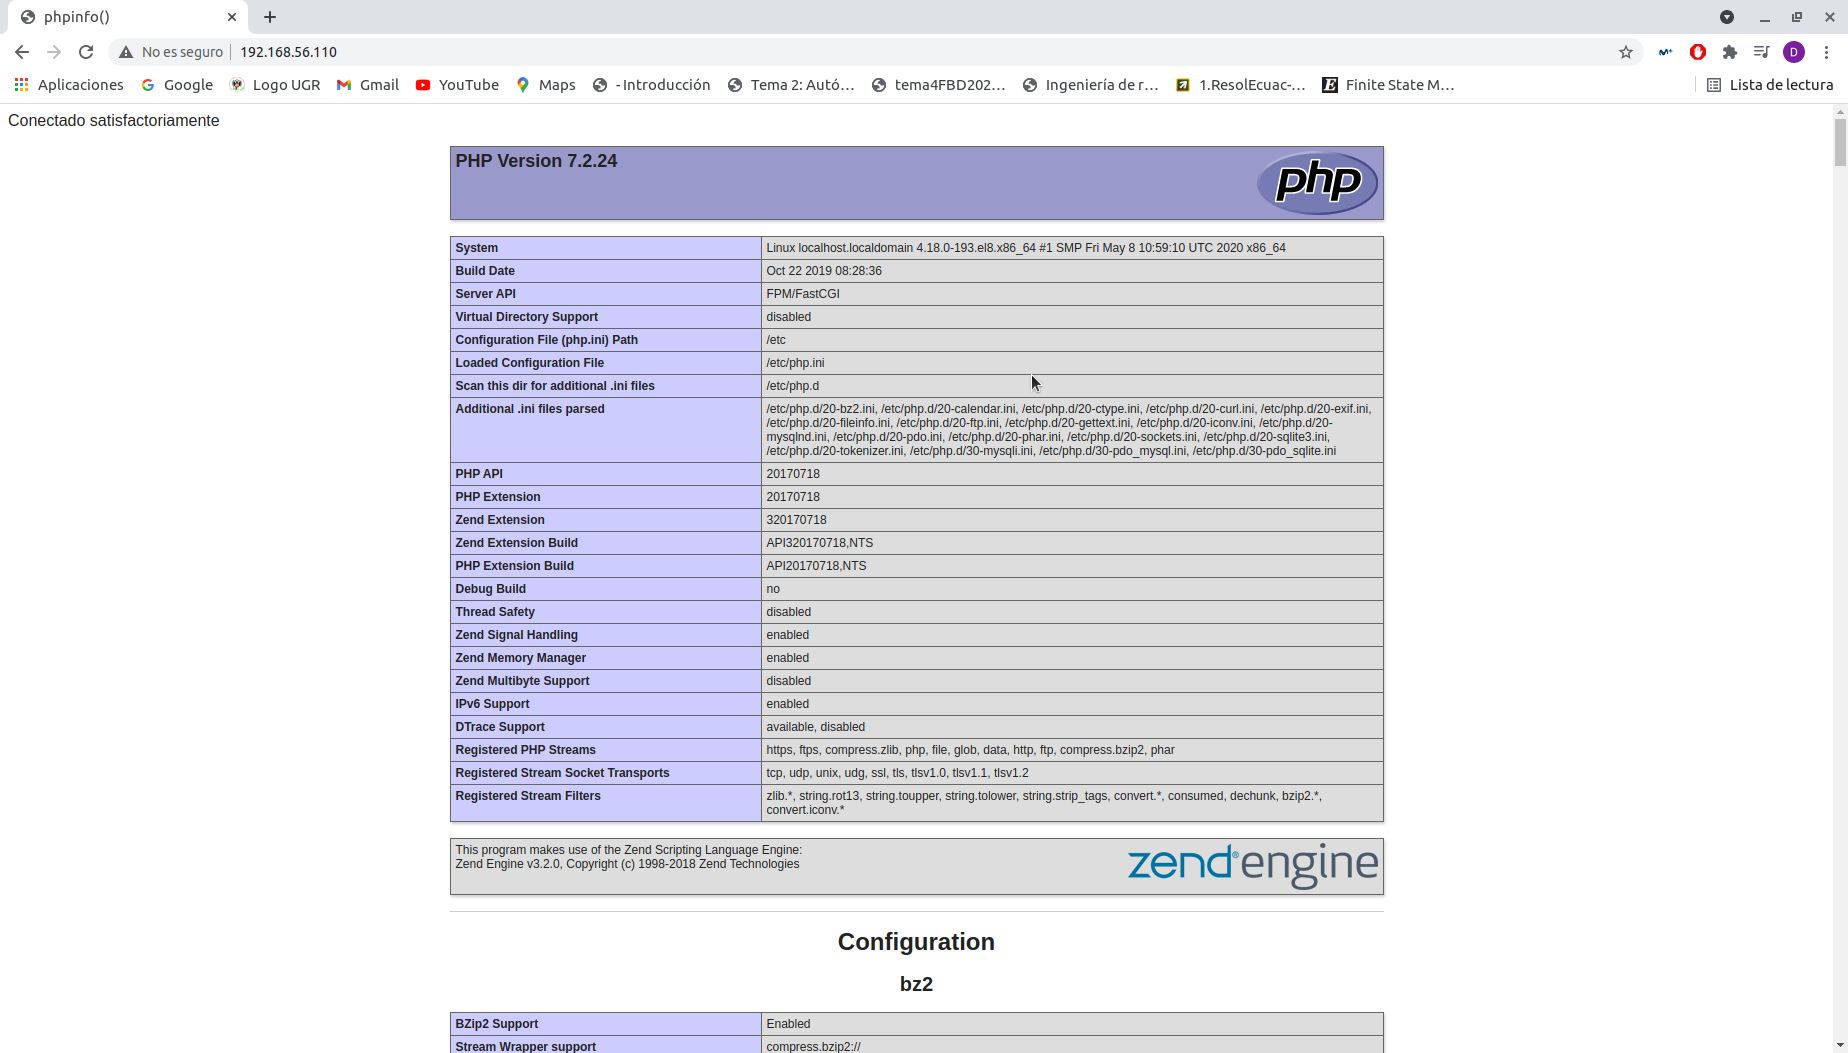 phpinfo()
No es seguro
192.168.56.110
D
Aplicaciones
Google
Logo UGR
Gmail
YouTube
Maps
- Introducción
Tema 2: Autó…
tema4FBD202…
Ingeniería de r…
1.ResolEcuac-…
Finite State M…
Lista de lectura
Conectado satisfactoriamente
PHP Version 7.2.24
php
System Linux localhost.localdomain 4.18.0-193.el8.x86_64 #1 SMP Fri May 8 10:59:10 UTC 2020 x86_64
Build Date Oct 22 2019 08:28:36
Server API FPM/FastCGI
Virtual Directory Support disabled
Configuration File (php.ini) Path /etc
Loaded Configuration File /etc/php.ini
Scan this dir for additional .ini files /etc/php.d
Additional .ini files parsed /etc/php.d/20-bz2.ini, /etc/php.d/20-calendar.ini, /etc/php.d/20-ctype.ini, /etc/php.d/20-curl.ini, /etc/php.d/20-exif.ini,
/etc/php.d/20-fileinfo.ini, /etc/php.d/20-ftp.ini, /etc/php.d/20-gettext.ini, /etc/php.d/20-iconv.ini, /etc/php.d/20-
mysqlnd.ini, /etc/php.d/20-pdo.ini, /etc/php.d/20-phar.ini, /etc/php.d/20-sockets.ini, /etc/php.d/20-sqlite3.ini,
/etc/php.d/20-tokenizer.ini, /etc/php.d/30-mysqli.ini, /etc/php.d/30-pdo_mysql.ini, /etc/php.d/30-pdo_sqlite.ini
PHP API 20170718
PHP Extension 20170718
Zend Extension 320170718
Zend Extension Build API320170718,NTS
PHP Extension Build API20170718,NTS
Debug Build no
Thread Safety disabled
Zend Signal Handling enabled
Zend Memory Manager enabled
Zend Multibyte Support disabled
IPv6 Support enabled
DTrace Support available, disabled
Registered PHP Streams https, ftps, compress.zlib, php, file, glob, data, http, ftp, compress.bzip2, phar
Registered Stream Socket Transports tcp, udp, unix, udg, ssl, tls, tlsv1.0, tlsv1.1, tlsv1.2
Registered Stream Filters zlib.*, string.rot13, string.toupper, string.tolower, string.strip_tags, convert.*, consumed, dechunk, bzip2.*,
convert.iconv.*
This program makes use of the Zend Scripting Language Engine:
Zend Engine v3.2.0, Copyright (c) 1998-2018 Zend Technologies
zend® engine
Configuration
bz2
BZip2 Support Enabled
Stream Wrapper support compress.bzip2://